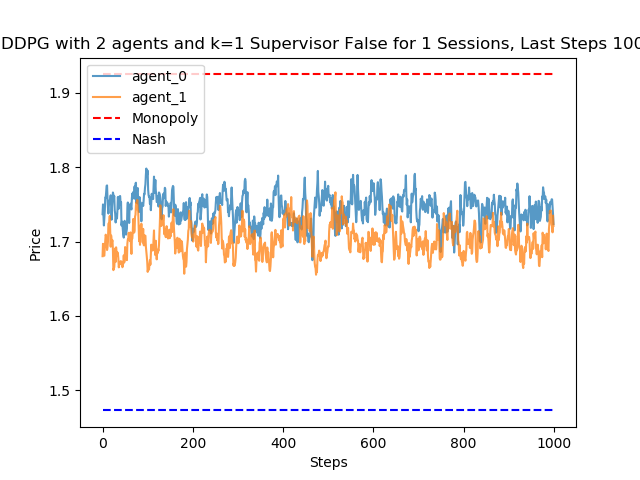 DDPG with 2 agents and k=1 Supervisor False for 1 Sessions, Last Steps 100
agent_0
agent_1
Monopoly
Nash
1.9
1.8
1.7
1.6
1.5
Price
0
200
400
600
800
1000
Steps